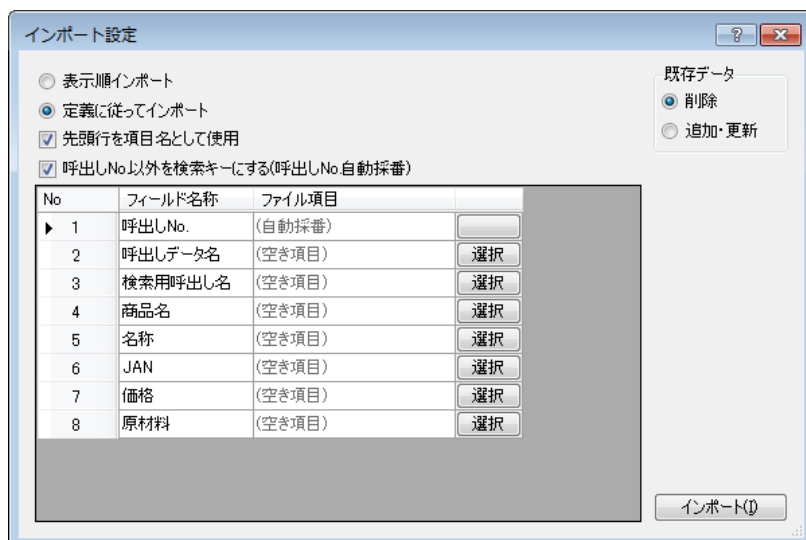 インポート設定
表示順インポート
定義に従ってインポート
先頭行を項目名として使用
呼出しNo.以外を検索キーにする(呼出しNo.自動採番)
既存データ
削除
追加・更新
No フィールド名称 ファイル項目
1 呼出しNo. (自動採番)
2 呼出しデータ名 (空き項目) 選択
3 検索用呼出し名 (空き項目) 選択
4 商品名 (空き項目) 選択
5 名称 (空き項目) 選択
6 JAN (空き項目) 選択
7 価格 (空き項目) 選択
8 原材料 (空き項目) 選択
インポート(I)